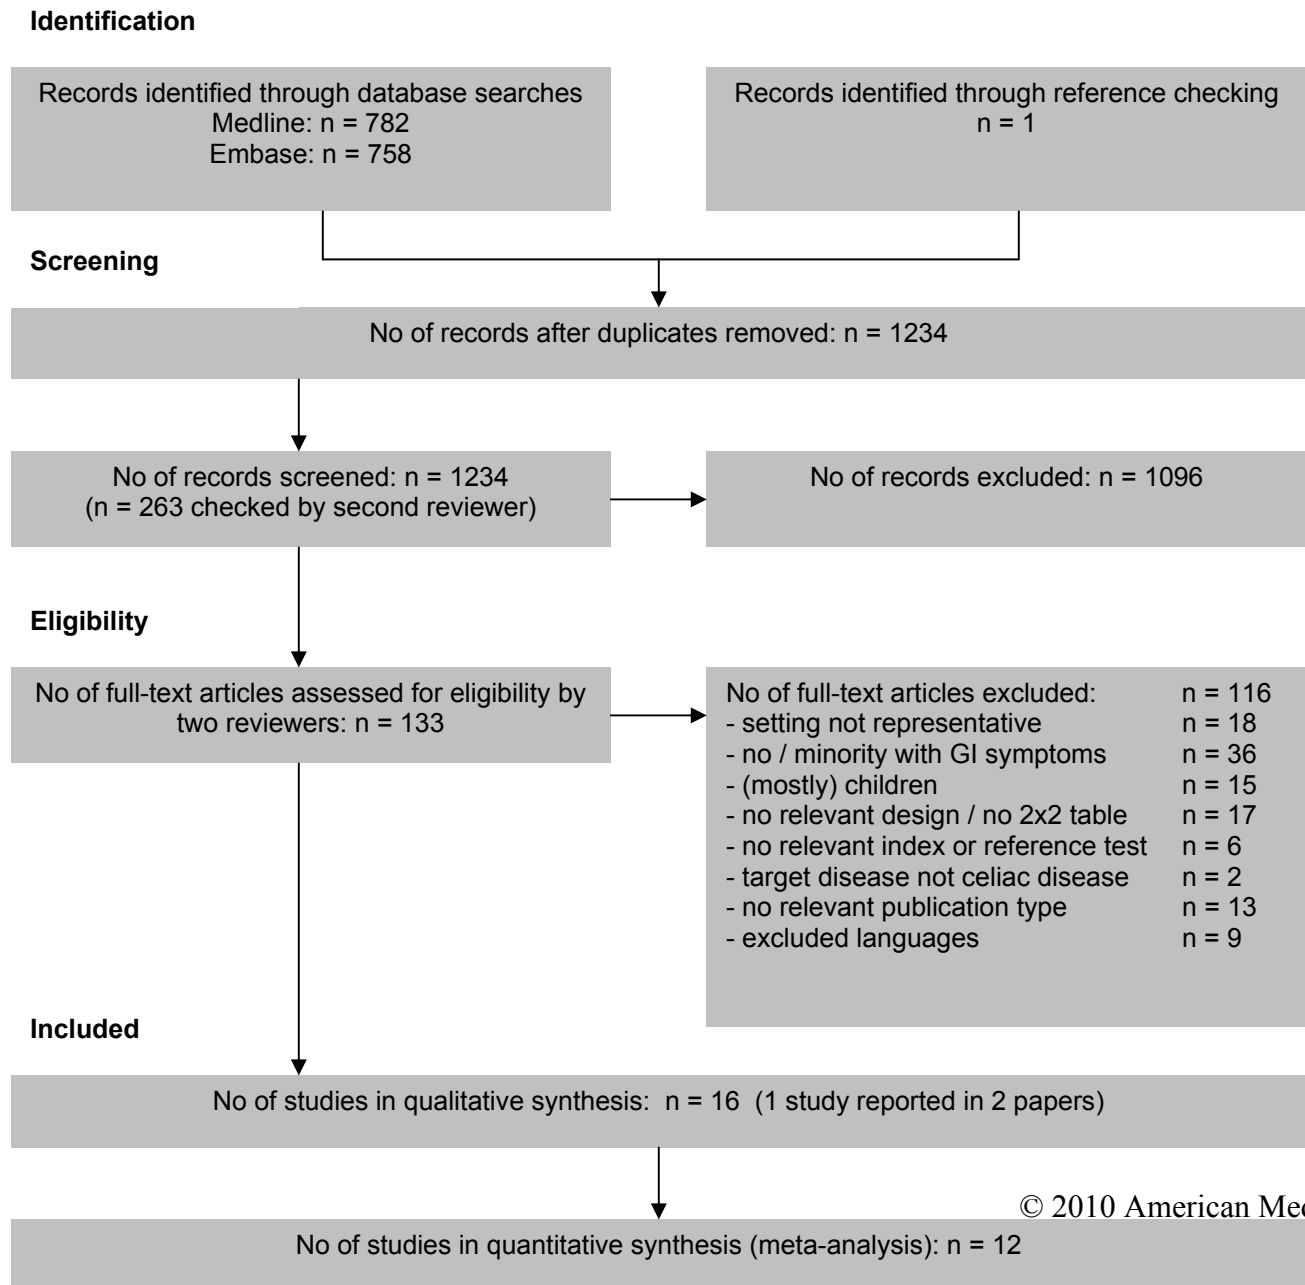 Identification
Records identified through database searches
Medline: n = 782
Embase: n = 758
Records identified through reference checking
n = 1
Screening
No of records after duplicates removed: n = 1234
No of records screened: n = 1234
(n = 263 checked by second reviewer)
No of records excluded: n = 1096
Eligibility
No of full-text articles assessed for eligibility by
two reviewers: n = 133
No of full-text articles excluded: n = 116
- setting not representative n = 18
- no / minority with GI symptoms n = 36
- (mostly) children n = 15
- no relevant design / no 2x2 table n = 17
- no relevant index or reference test n = 6
- target disease not celiac disease n = 2
- no relevant publication type n = 13
- excluded languages n = 9
Included
No of studies in qualitative synthesis: n = 16 (1 study reported in 2 papers)
© 2010 American
No of studies in quantitative synthesis (meta-analysis): n = 12